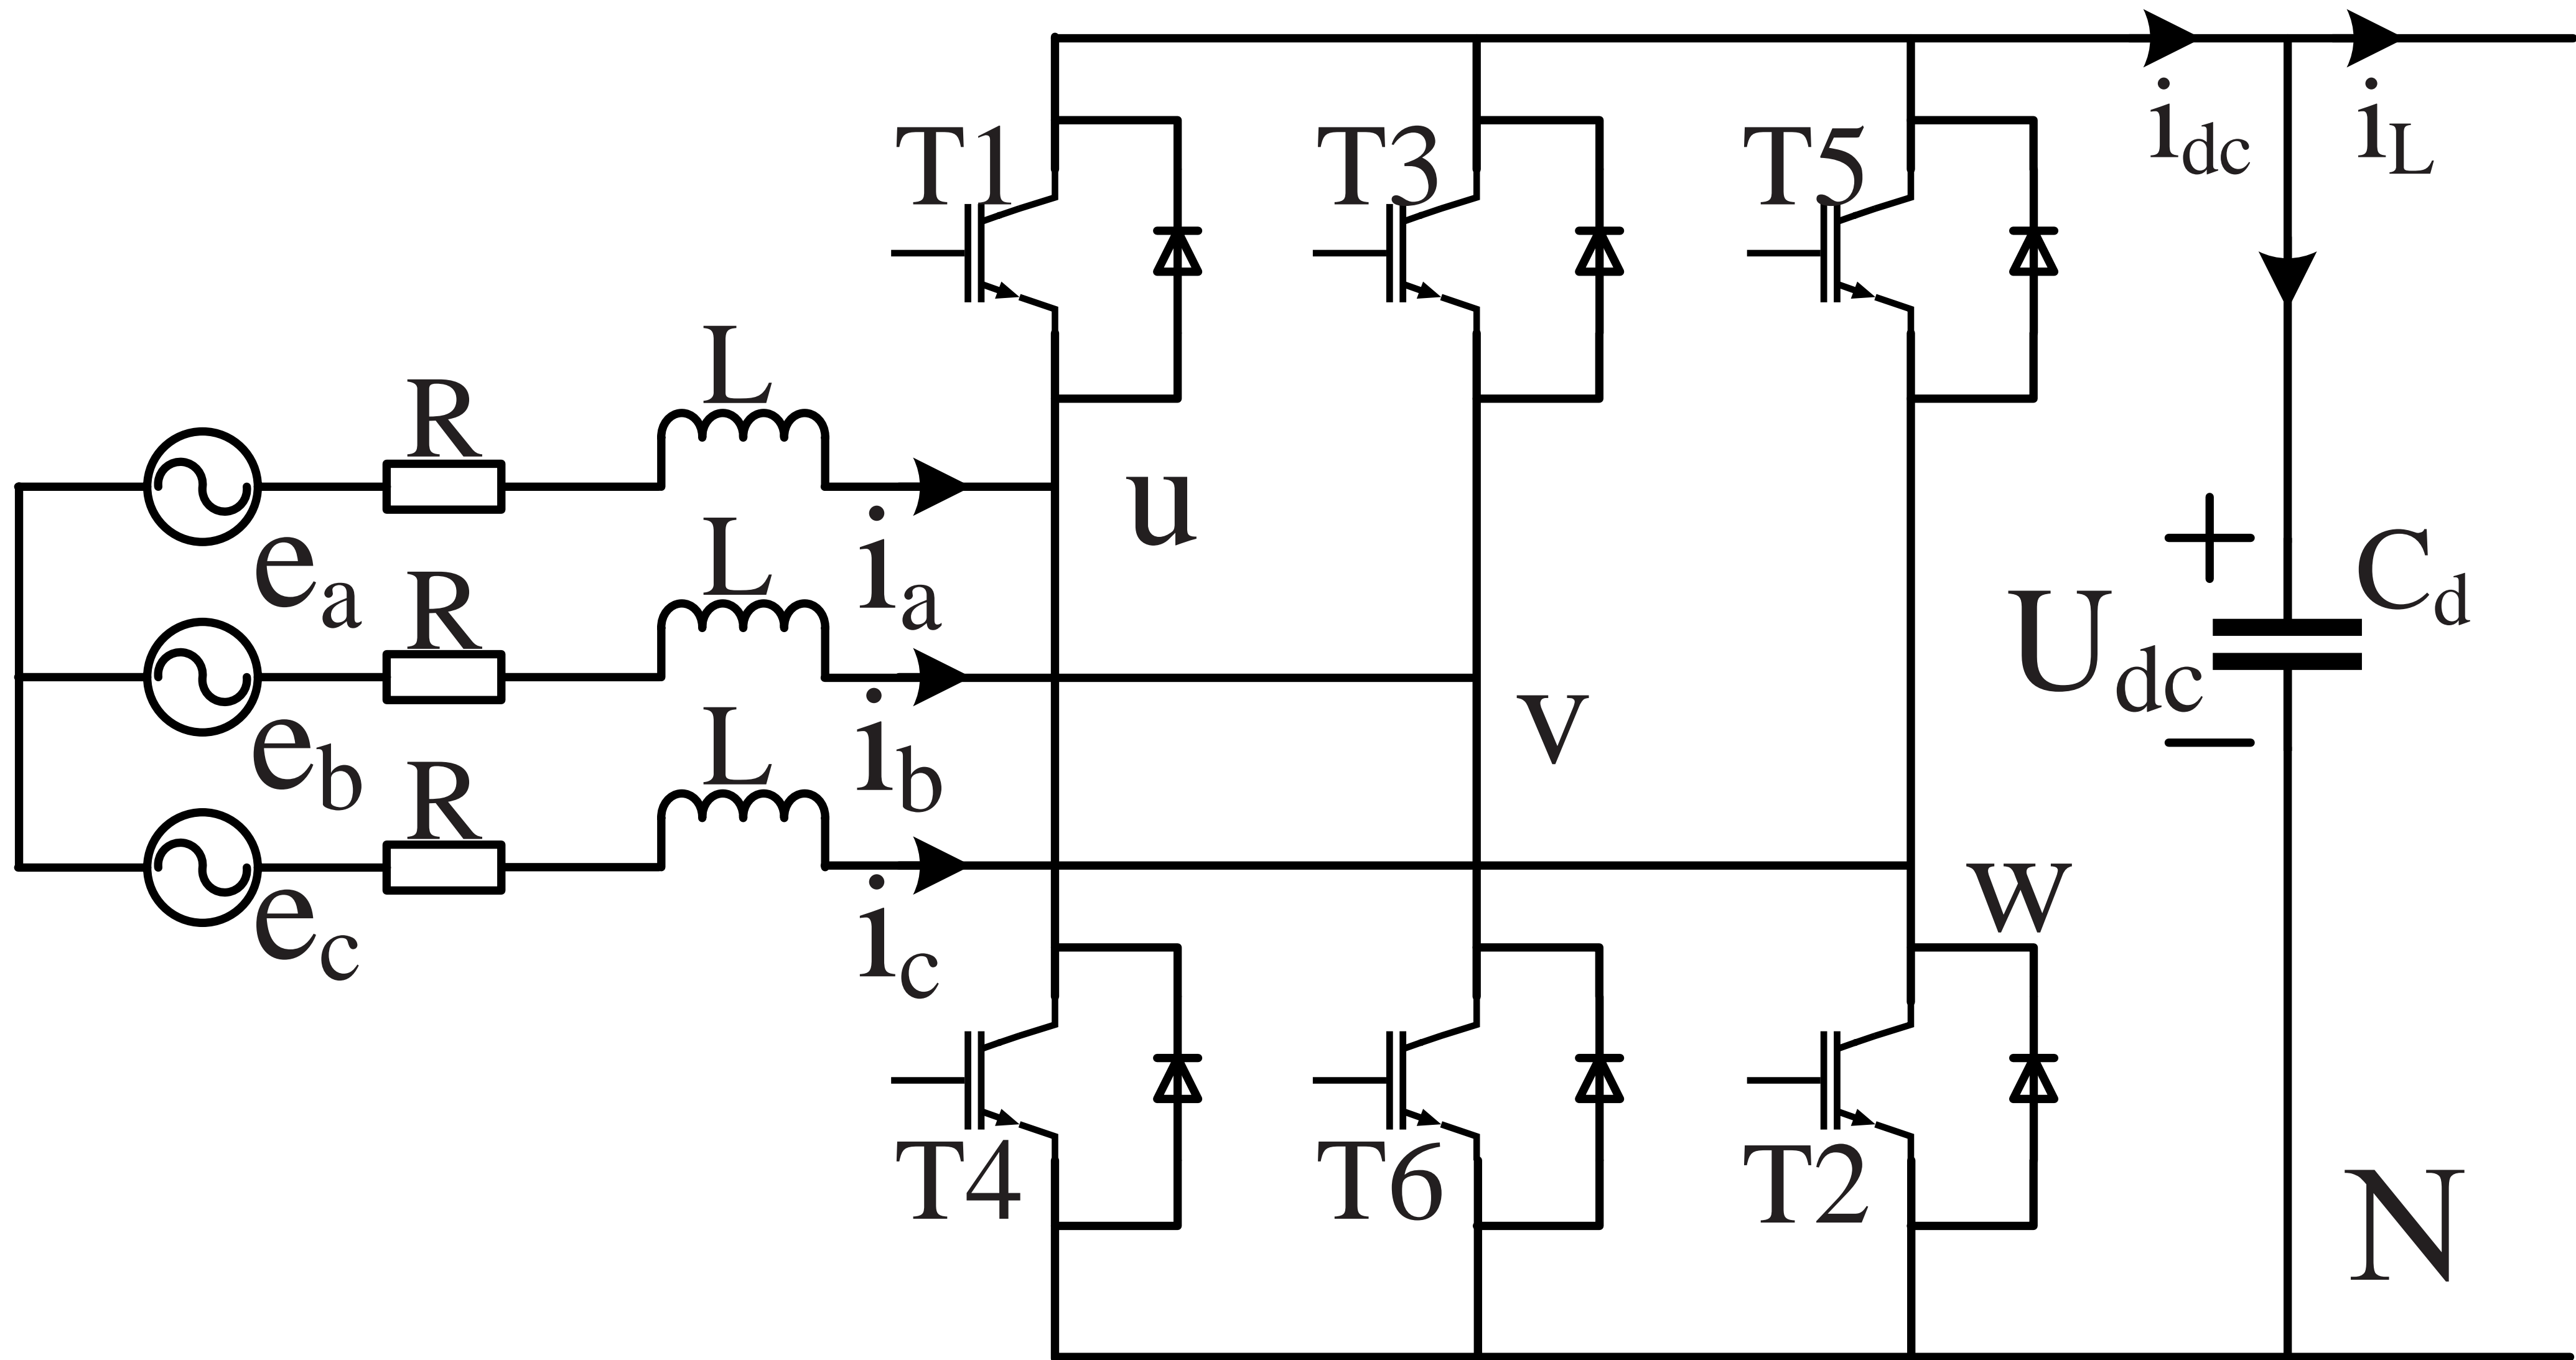 T1 T3 T5 i_dc i_L
L
R
u
e_a L i_a
R C_d
U_dc
e_b L i_b v
R
e_c i_c w
T4 T6 T2 N